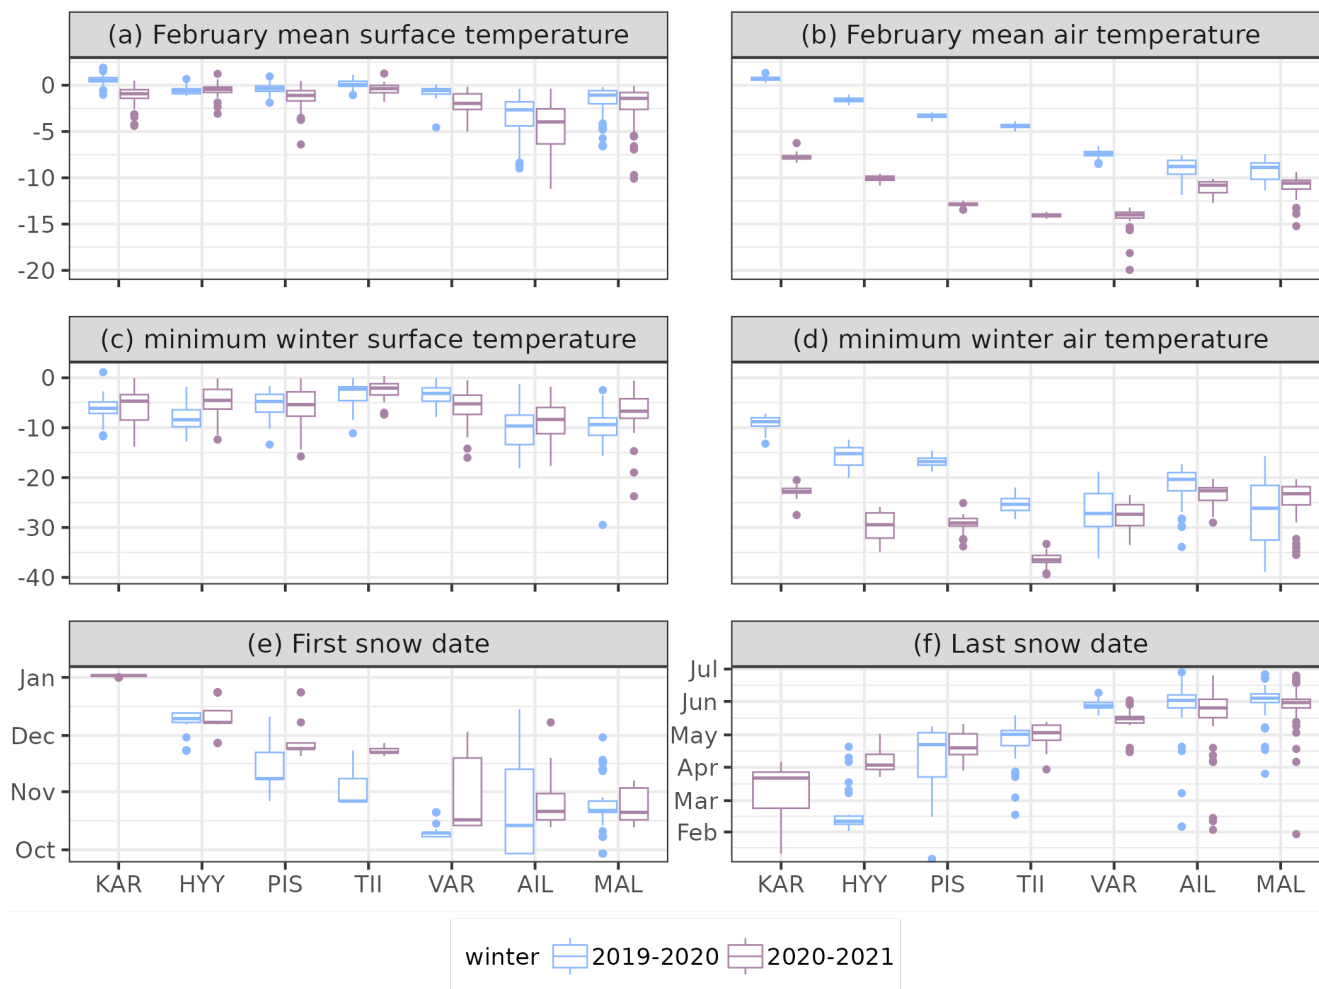 (a) February mean surface temperature
(b) February mean air temperature
0
-5
-10
-15
-20
(c) minimum winter surface temperature
(d) minimum winter air temperature
0
-10
-20
-30
-40
(e) First snow date
(f) Last snow date
Jan
Dec
Nov
Oct
Jul
Jun
May
Apr
Mar
Feb
KAR HYY PIS TII VAR AIL MAL
KAR HYY PIS TII VAR AIL MAL
winter 2019-2020 2020-2021